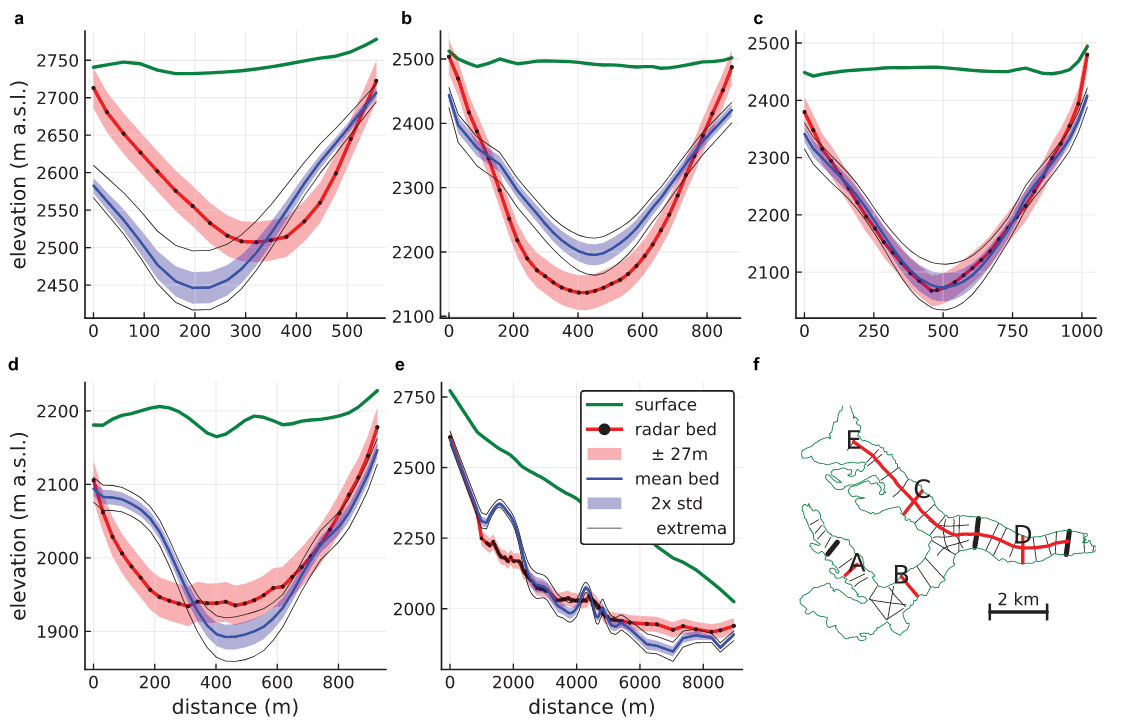 a
b
c
2750
2700
2650
2600
2550
2500
2450
0 100 200 300 400 500
elevation (m a.s.l.)
2500
2400
2300
2200
2100
0 200 400 600 800
2500
2400
2300
2200
2100
0 250 500 750 1000
d
e
f
2200
2100
2000
1900
0 200 400 600 800
elevation (m a.s.l.)
distance (m)
2750
2500
2250
2000
0 2000 4000 6000 8000
distance (m)
surface
radar bed
± 27m
mean bed
2x std
extrema
E
C
D
A
B
2 km